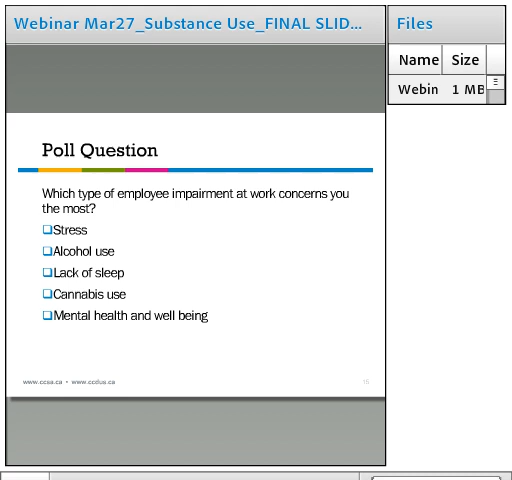 Webinar Mar27_Substance Use_FINAL SLID...
Files
Name Size
Webin 1 MB
Poll Question
Which type of employee impairment at work concerns you
the most?
❑Stress
❑Alcohol use
❑Lack of sleep
❑Cannabis use
❑Mental health and well being
www.ccsa.ca • www.ccdus.ca